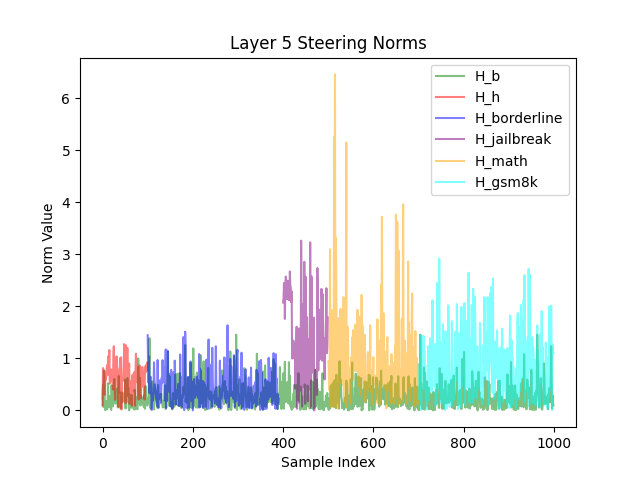 Layer 5 Steering Norms
H_b
H_h
H_borderline
H_jailbreak
H_math
H_gsm8k
Norm Value
6
5
4
3
2
1
0
0 200 400 600 800 1000
Sample Index